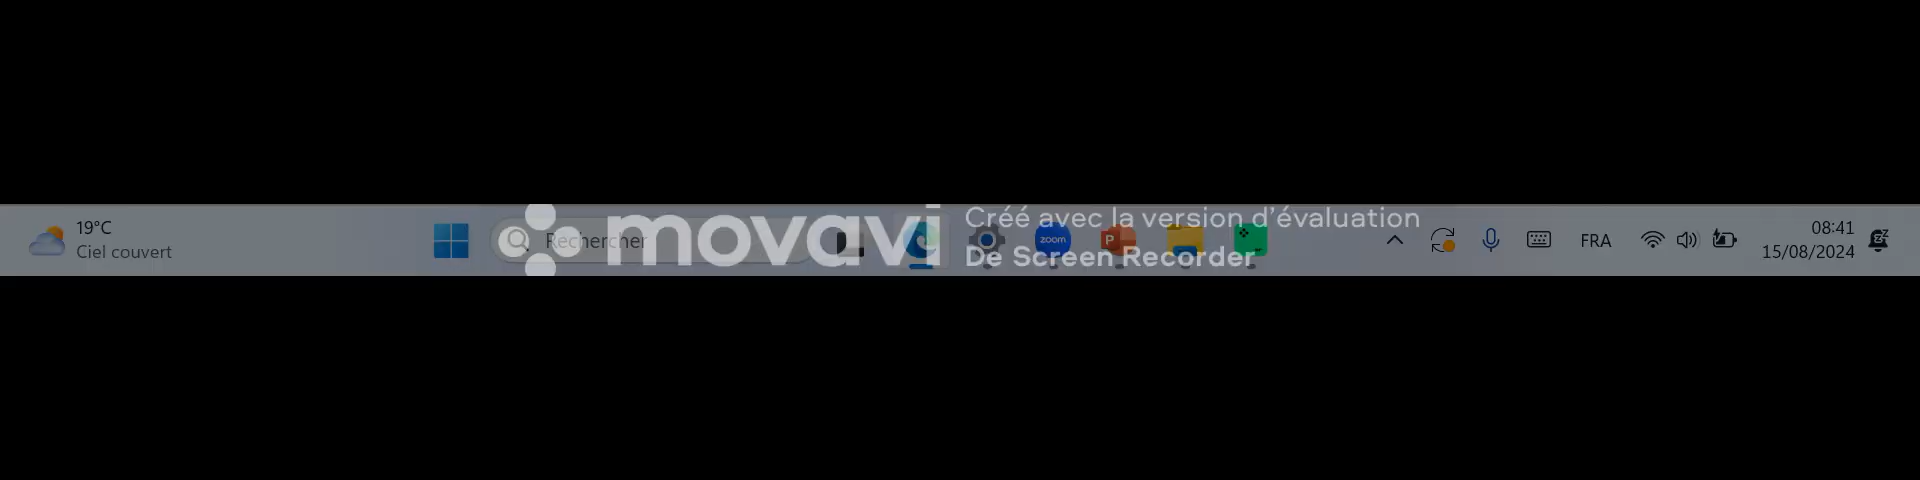 19°C
Ciel couvert
Rechercher
movavi
Créé avec la version d'évaluation
De Screen Recorder
zoom
P
FRA
08:41
15/08/2024